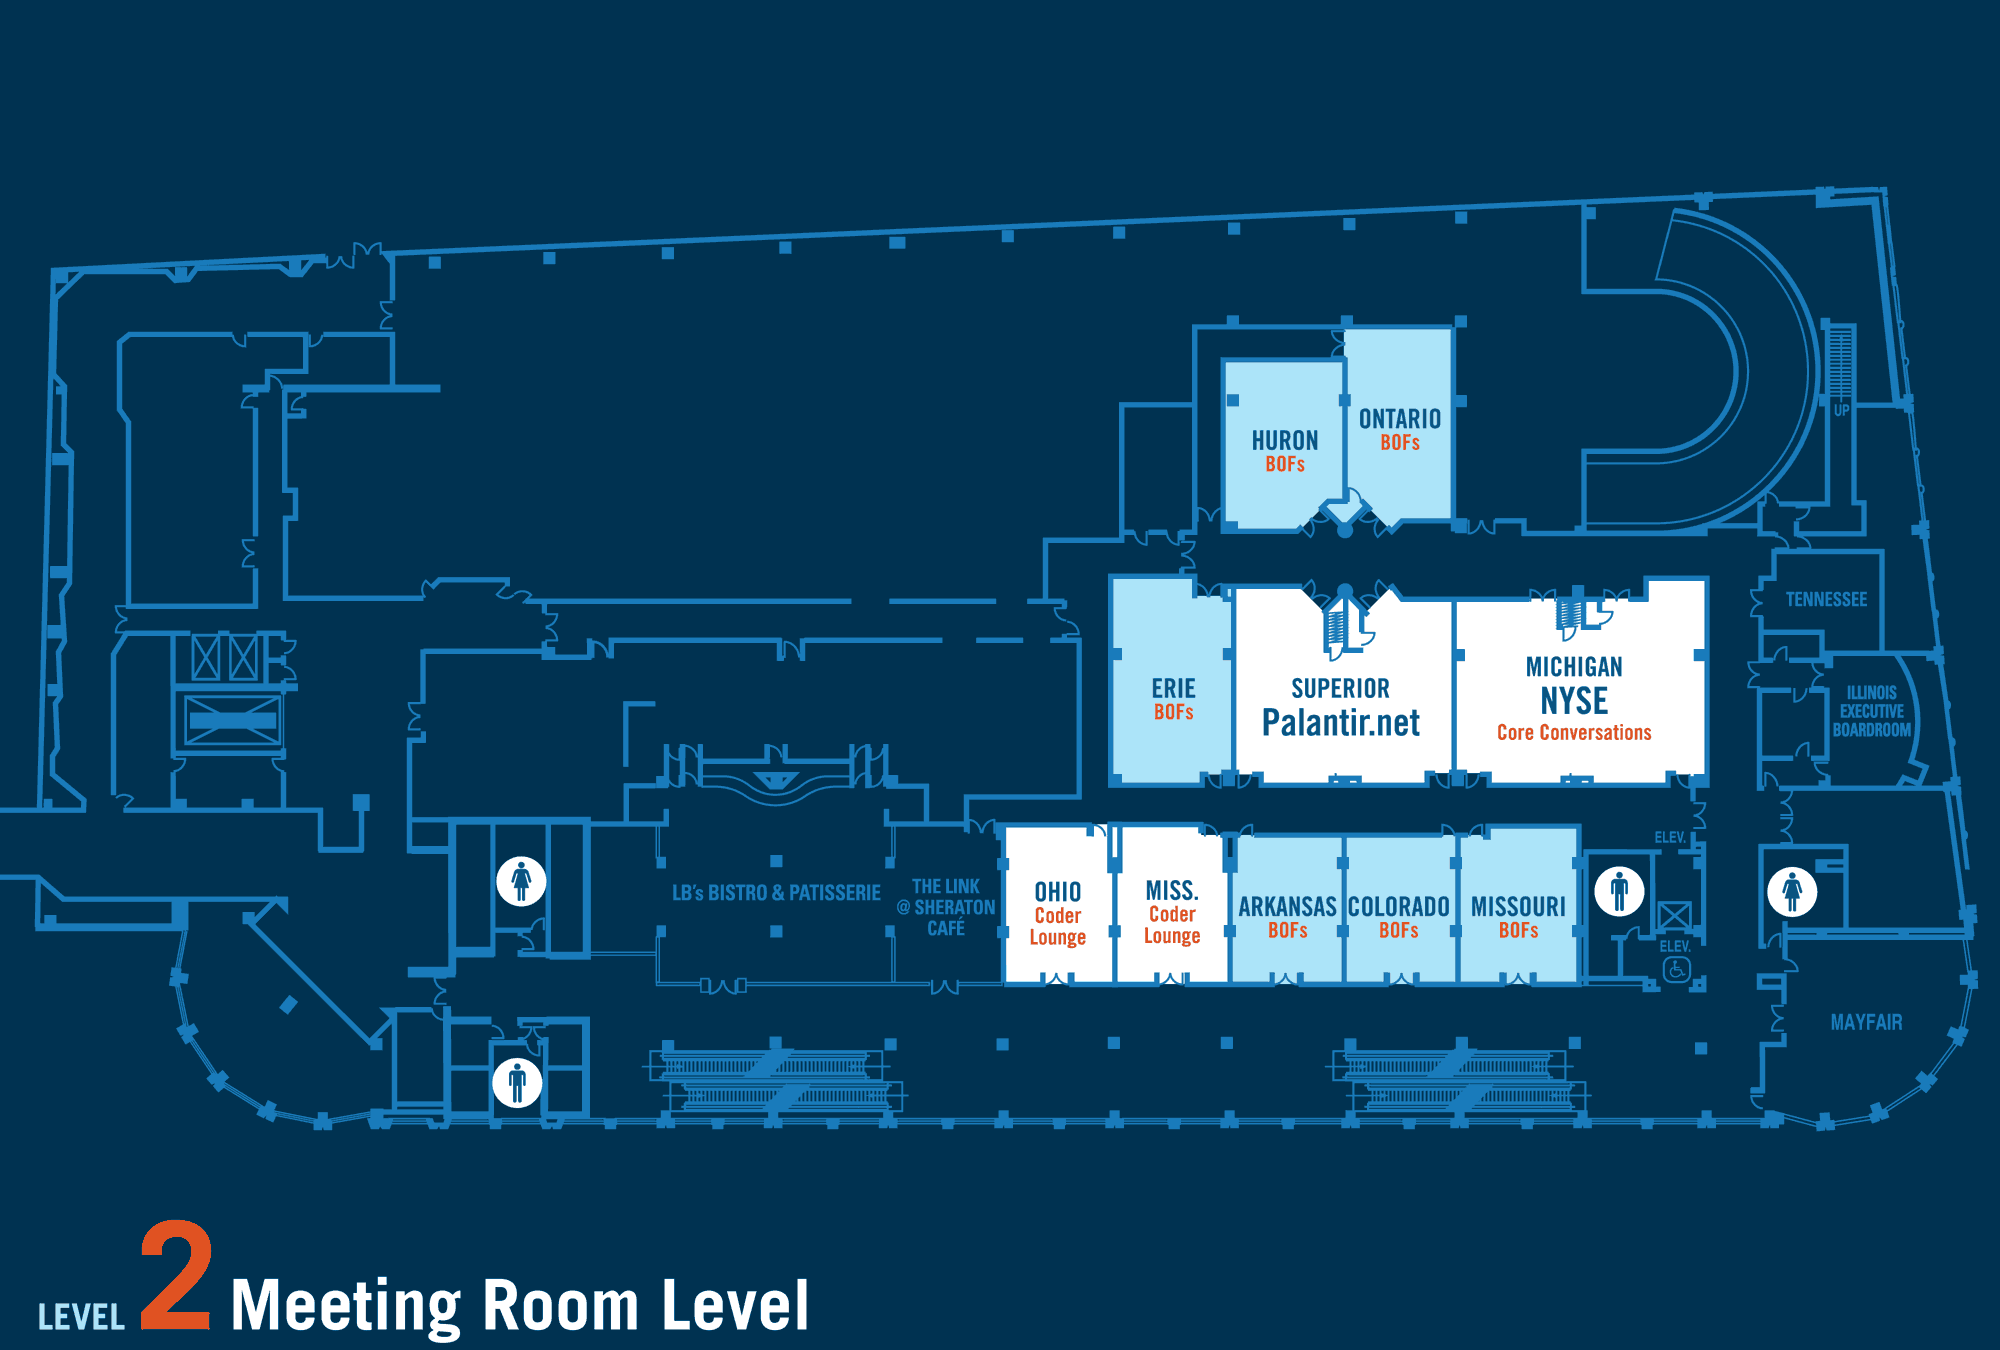 ONTARIO
BOFs
HURON
BOFs
UP
TENNESSEE
ERIE
BOFs
SUPERIOR
Palantir.net
MICHIGAN
NYSE
Core Conversations
ILLINOIS
EXECUTIVE
BOARDROOM
ELEV.
LB's BISTRO & PATISSERIE
THE LINK
@ SHERATON
CAFÉ
OHIO
Coder
Lounge
MISS.
Coder
Lounge
ARKANSAS
BOFs
COLORADO
BOFs
MISSOURI
BOFs
ELEV.
MAYFAIR
LEVEL 2 Meeting Room Level